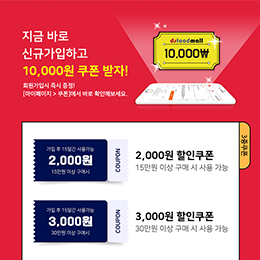 지금 바로
신규가입하고
10,000원 쿠폰 받자!
회원가입시 즉시 증정!
[마이페이지 > 쿠폰]에서 바로 확인해보세요.
dsloadmall
10,000₩
3종쿠폰
가입 후 15일간 사용가능
2,000원
15만원 이상 구매시
COUPON
2,000원 할인쿠폰
15만원 이상 구매 시 사용 가능
가입 후 15일간 사용가능
3,000원
30만원 이상 구매시
COUPON
3,000원 할인쿠폰
30만원 이상 구매 시 사용 가능